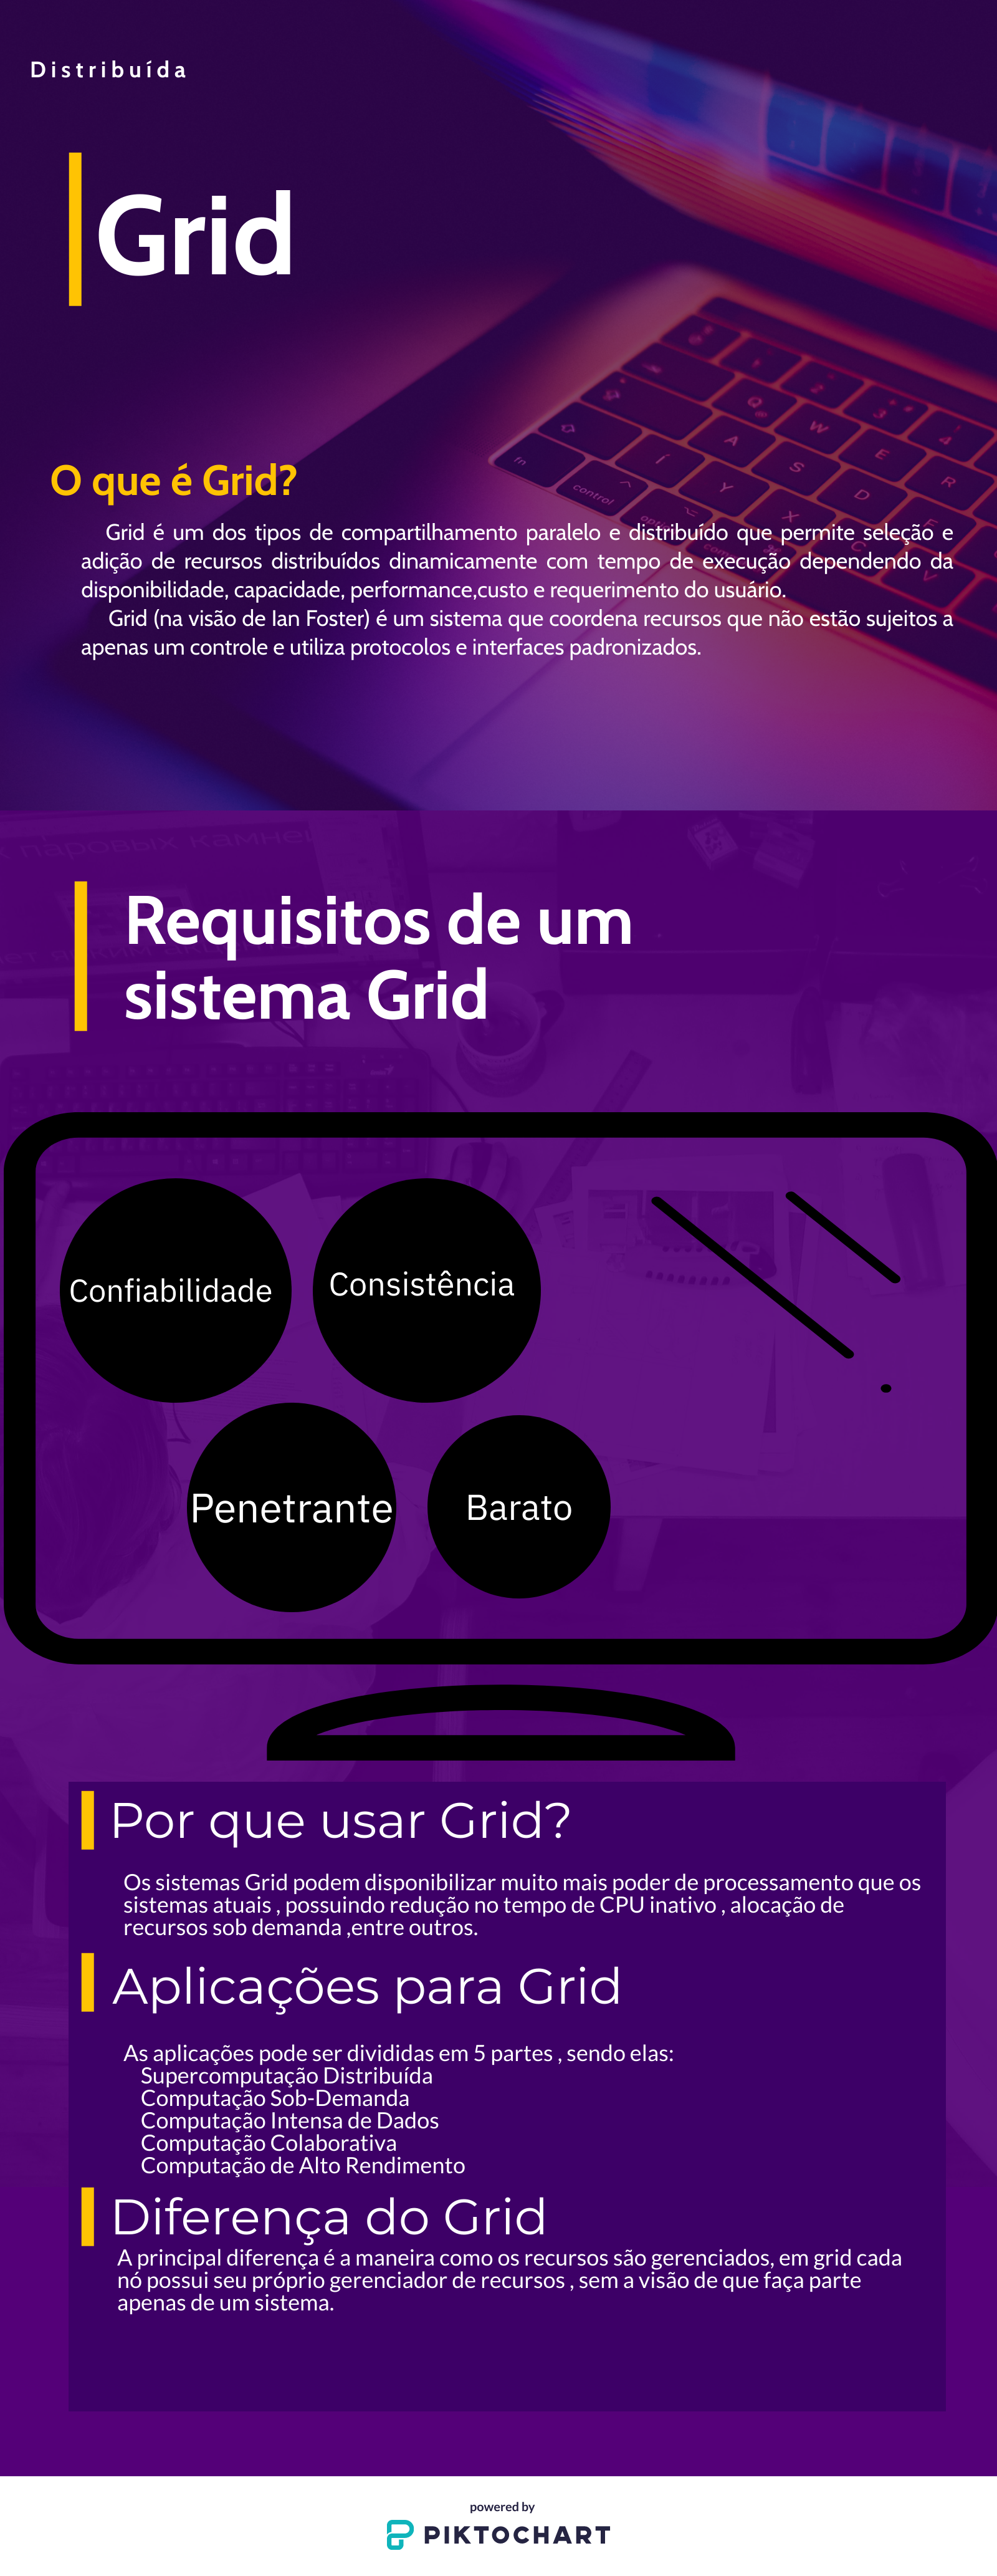 Distribuída
Grid
O que é Grid?
Grid é um dos tipos de compartilhamento paralelo e distribuído que permite seleção e
adição de recursos distribuídos dinamicamente com tempo de execução dependendo da
disponibilidade, capacidade, performance,custo e requerimento do usuário.
Grid (na visão de Ian Foster) é um sistema que coordena recursos que não estão sujeitos a
apenas um controle e utiliza protocolos e interfaces padronizados.
Requisitos de um
sistema Grid
Confiabilidade
Consistência
Penetrante
Barato
Por que usar Grid?
Os sistemas Grid podem disponibilizar muito mais poder de processamento que os
sistemas atuais , possuindo redução no tempo de CPU inativo , alocação de
recursos sob demanda ,entre outros.
Aplicações para Grid
As aplicações pode ser divididas em 5 partes , sendo elas:
Supercomputação Distribuída
Computação Sob-Demanda
Computação Intensa de Dados
Computação Colaborativa
Computação de Alto Rendimento
Diferença do Grid
A principal diferença é a maneira como os recursos são gerenciados, em grid cada
nó possui seu próprio gerenciador de recursos , sem a visão de que faça parte
apenas de um sistema.
powered by
PIKTOCHART